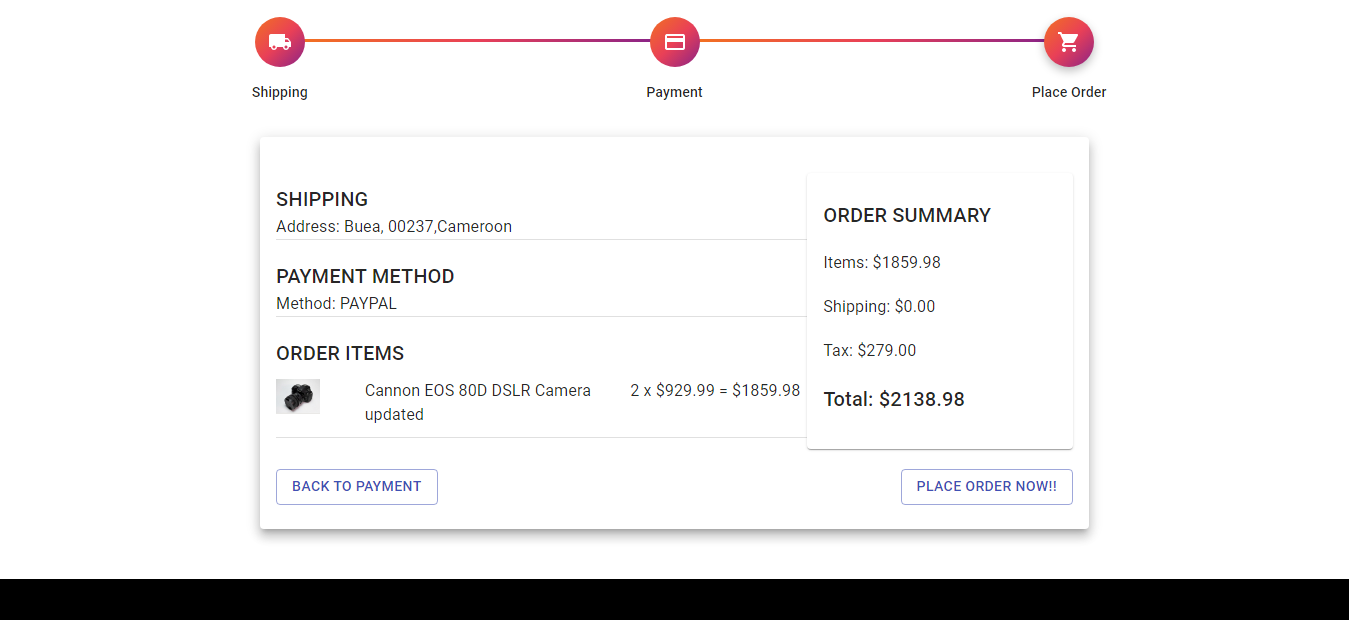 Shipping
Payment
Place Order
SHIPPING
Address: Buea, 00237,Cameroon
PAYMENT METHOD
Method: PAYPAL
ORDER ITEMS
Cannon EOS 80D DSLR Camera
updated
2 x $929.99 = $1859.98
ORDER SUMMARY
Items: $1859.98
Shipping: $0.00
Tax: $279.00
Total: $2138.98
BACK TO PAYMENT
PLACE ORDER NOW!!